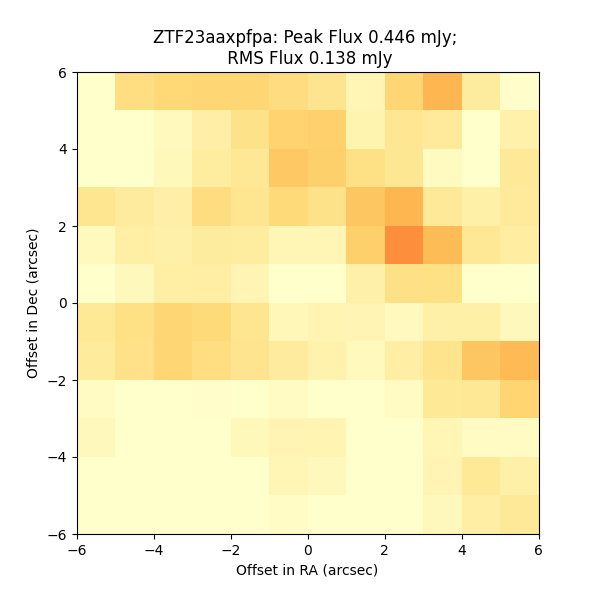 ZTF23aaxpfpa: Peak Flux 0.446 mJy;
RMS Flux 0.138 mJy
6
4
2
0
−2
−4
−6
Offset in Dec (arcsec)
−6 −4 −2 0 2 4 6
Offset in RA (arcsec)